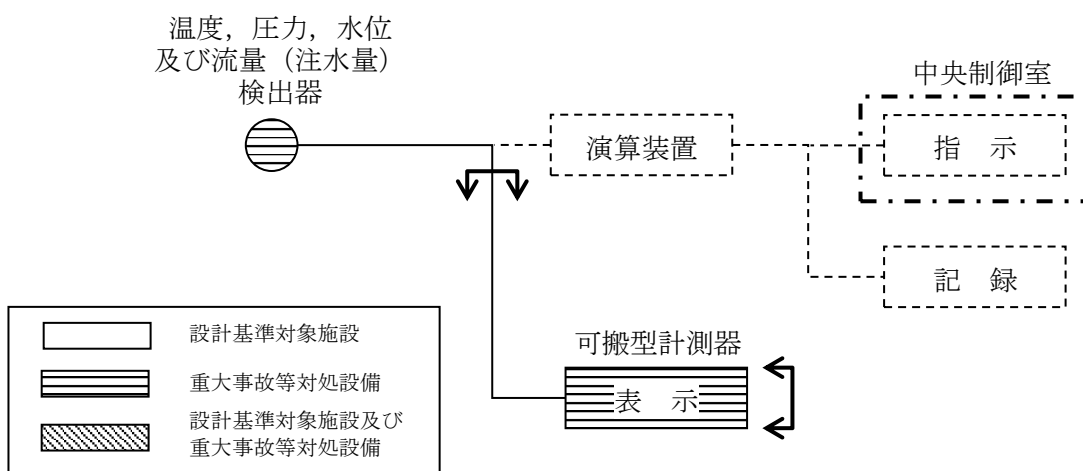 温度，圧力，水位
及び流量（注水量）
検出器
中央制御室
演算装置
指　示
記　録
可搬型計測器
表　示
設計基準対象施設
重大事故等対処設備
設計基準対象施設及び
重大事故等対処設備